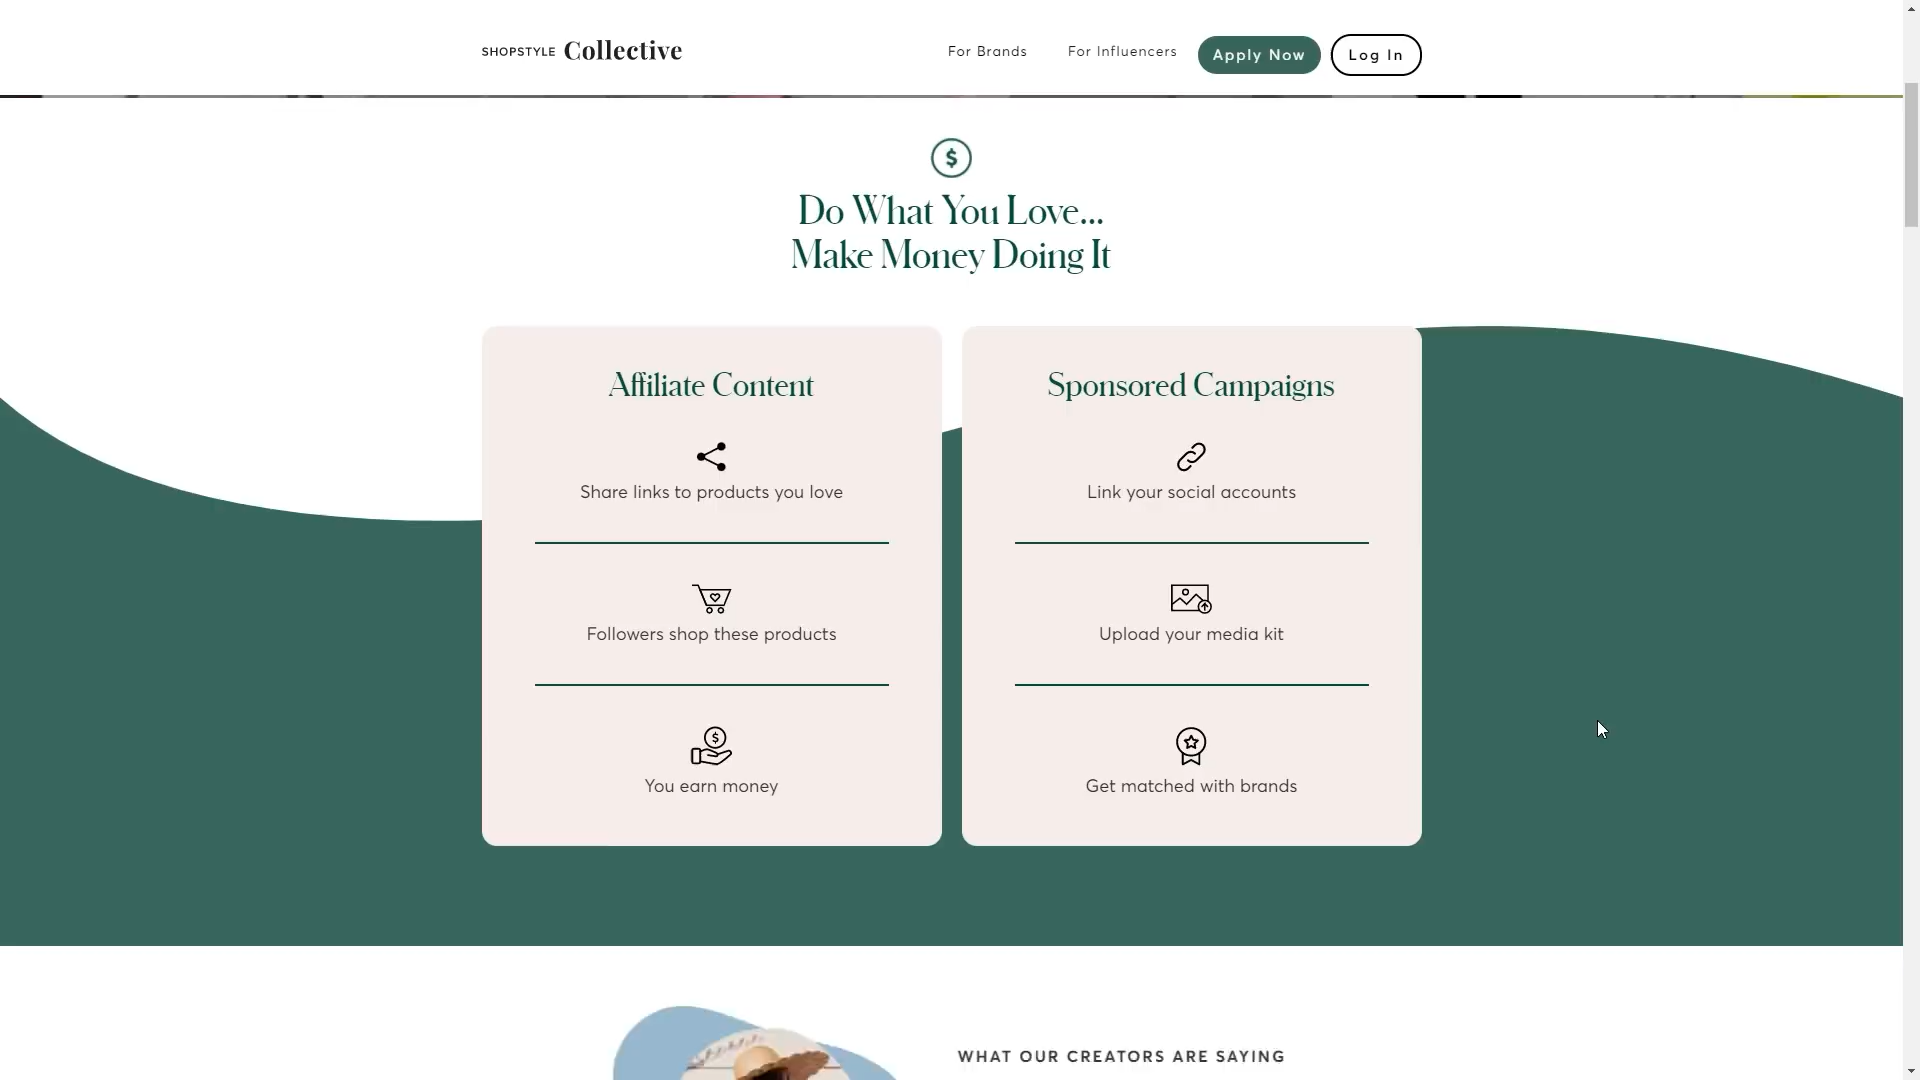 SHOPSTYLE Collective
For Brands
For Influencers
Apply Now
Log In
Do What You Love...
Make Money Doing It
Affiliate Content
Share links to products you love
Followers shop these products
You earn money
Sponsored Campaigns
Link your social accounts
Upload your media kit
Get matched with brands
WHAT OUR CREATORS ARE SAYING